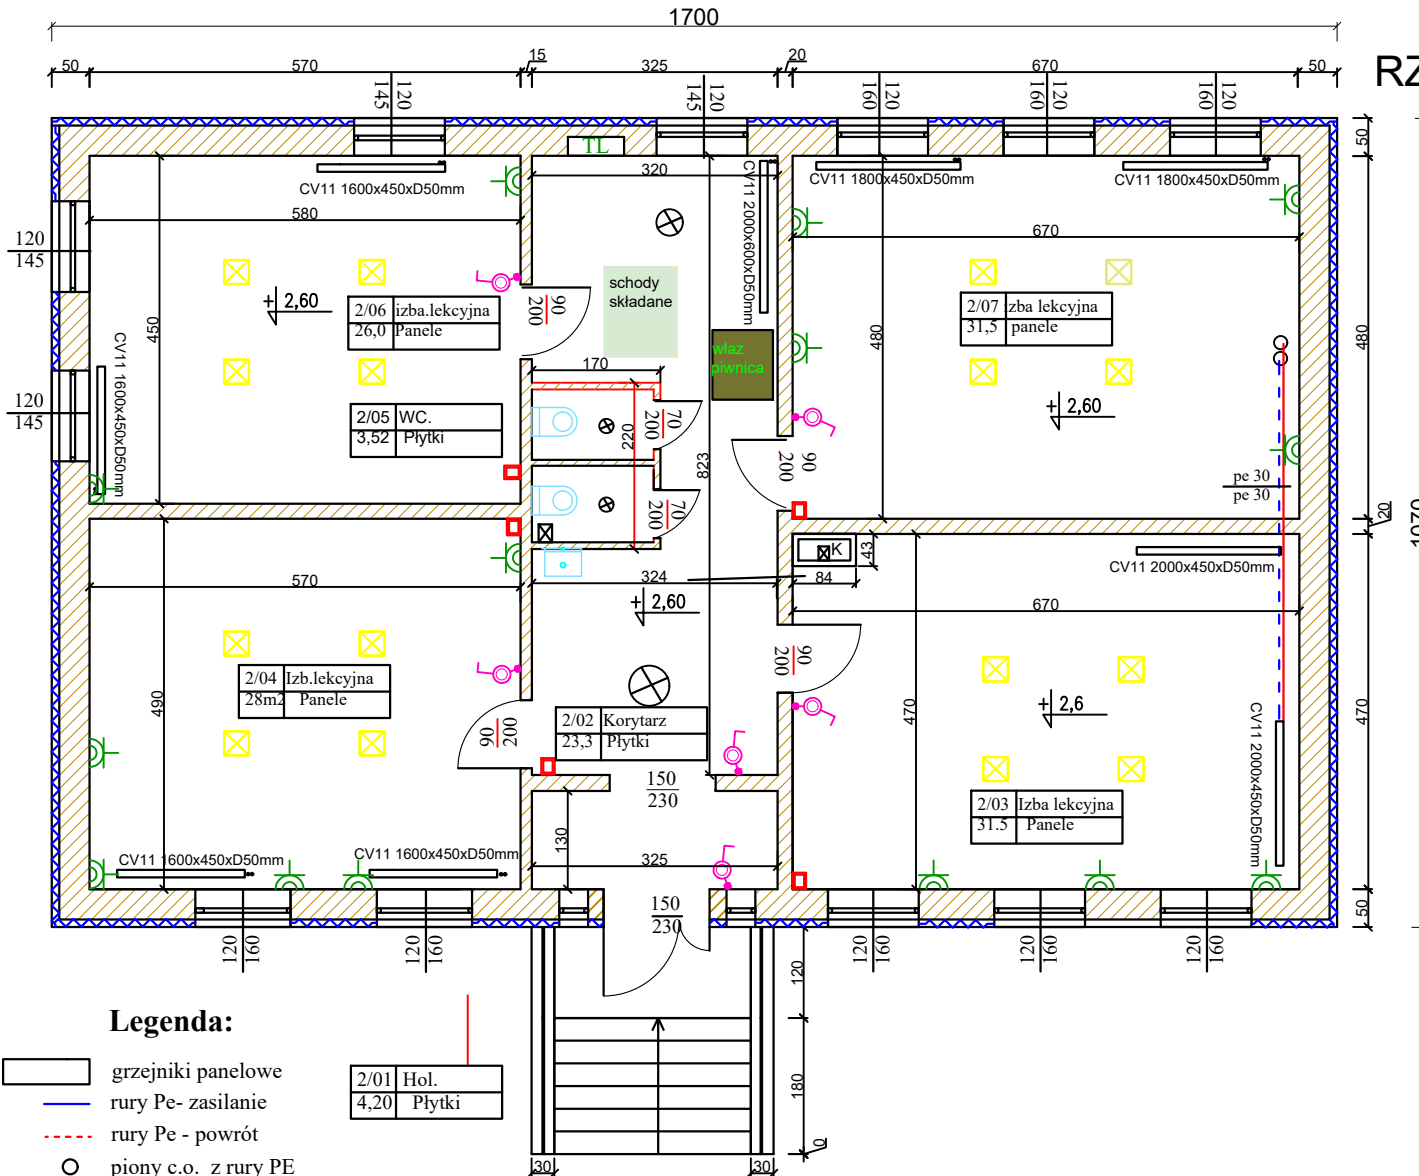 1700
50 570 15 325 20 670 50
120
145
120
145
120
160
120
160
120
160
RZ
TL
CV11 1600x450xD50mm
320
CV11 2000x600xD50mm
CV11 1800x450xD50mm
CV11 1800x450xD50mm
50
580
670
120
145
schody
składane
+ 2,60
2/06 izba.lekcyjna
26,0 Panele
90
200
2/07 izba lekcyjna
31,5 panele
450
480
480
CV11 1600x450xD50mm
właz
piwnica
170
120
145
2/05 WC.
3,52 Płytki
70
200
220
823
+ 2,60
90
200
pe 30
pe 30
70
200
20
1070
K
43
84
CV11 2000x450xD50mm
570
324
670
+ 2,60
90
200
2/04 Izb.lekcyjna
28m2 Panele
490
2/02 Korytarz
23,3 Płytki
90
200
470
+ 2,6
470
CV11 2000x450xD50mm
150
230
2/03 Izba lekcyjna
31.5 Panele
130
325
CV11 1600x450xD50mm
CV11 1600x450xD50mm
150
230
50
120
160
120
160
120
160
120
160
120
160
120
180
0
30
30
Legenda:
grzejniki panelowe
rury Pe- zasilanie
rury Pe - powrót
piony c.o. z rury PE
2/01 Hol.
4,20 Płytki